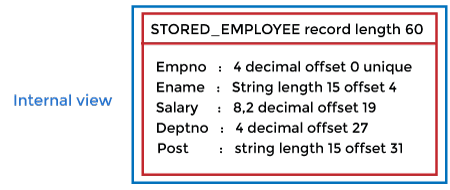 STORED_EMPLOYEE record length 60
Empno : 4 decimal offset 0 unique
Ename : String length 15 offset 4
Salary : 8,2 decimal offset 19
Deptno : 4 decimal offset 27
Post : string length 15 offset 31
Internal view